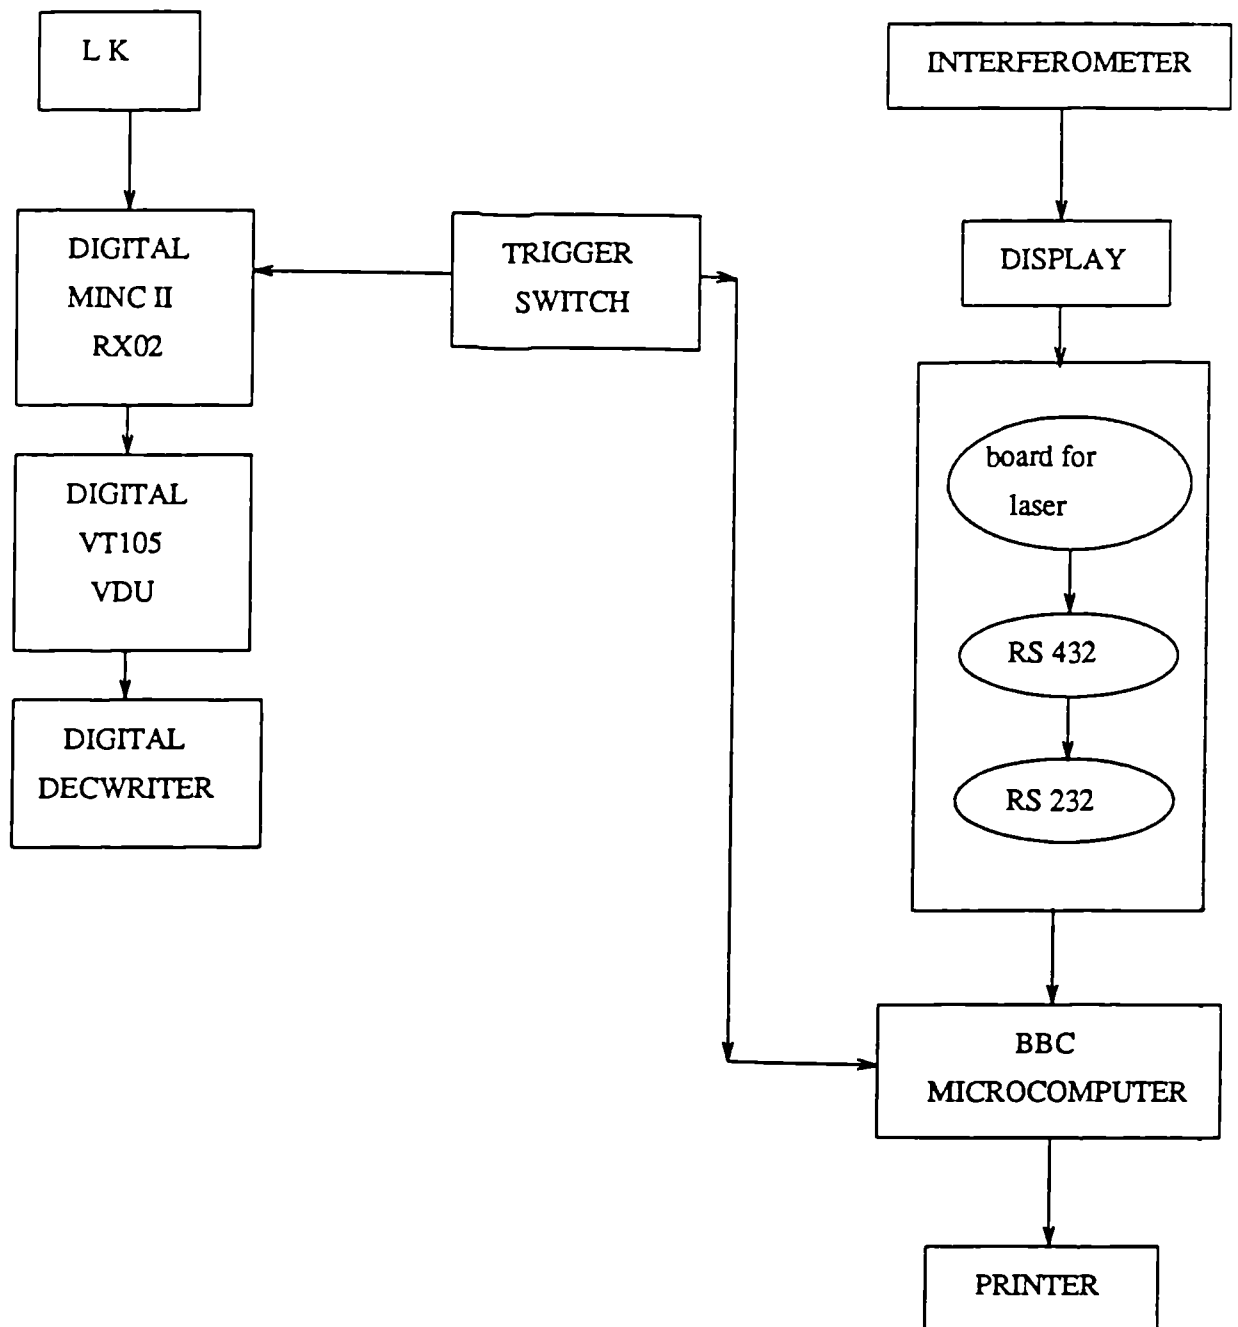 L K
DIGITAL
MINC II
RX02
DIGITAL
VT105
VDU
DIGITAL
DECWRITER
TRIGGER
SWITCH
INTERFEROMETER
DISPLAY
board for
laser
RS 432
RS 232
BBC
MICROCOMPUTER
PRINTER